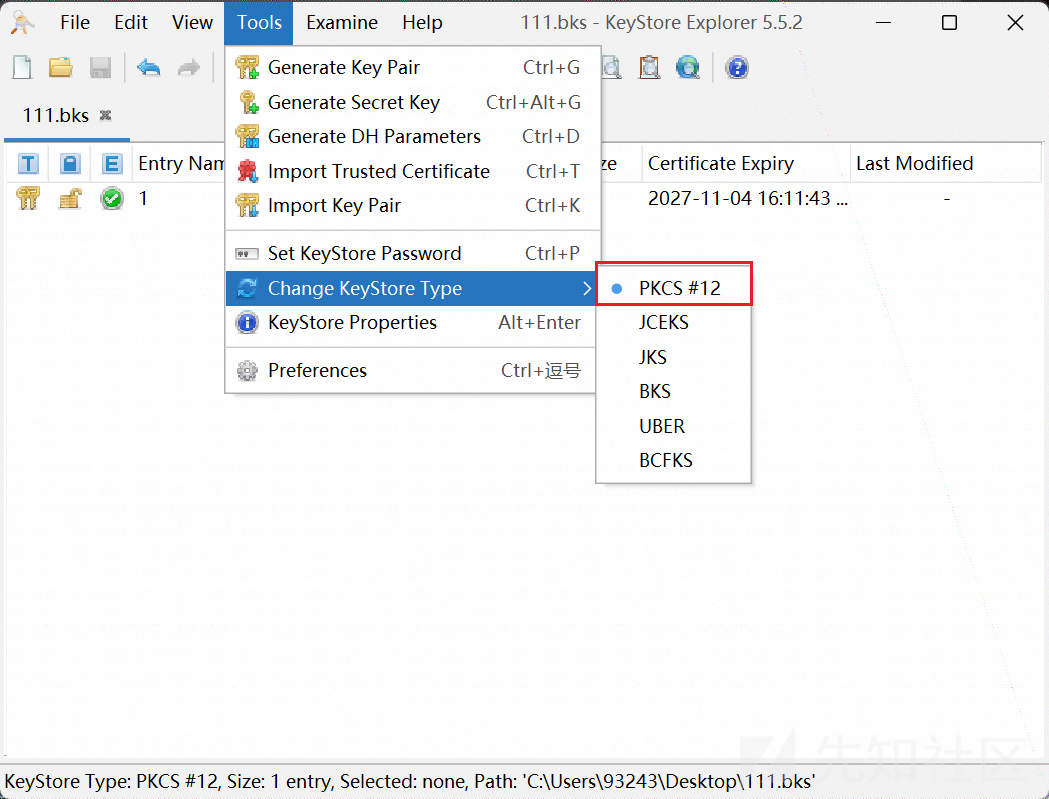 File Edit View Tools Examine Help 111.bks - KeyStore Explorer 5.5.2
Generate Key Pair Ctrl+G
Generate Secret Key Ctrl+Alt+G
Generate DH Parameters Ctrl+D
Import Trusted Certificate Ctrl+T
Import Key Pair Ctrl+K
Set KeyStore Password Ctrl+P
Change KeyStore Type
KeyStore Properties Alt+Enter
Preferences Ctrl+逗号
PKCS #12
JCEKS
JKS
BKS
UBER
BCFKS
111.bks
T E Entry Nam ze Certificate Expiry Last Modified
1 2027-11-04 16:11:43 ... -
先知社区
KeyStore Type: PKCS #12, Size: 1 entry, Selected: none, Path: 'C:\Users\93243\Desktop\111.bks'